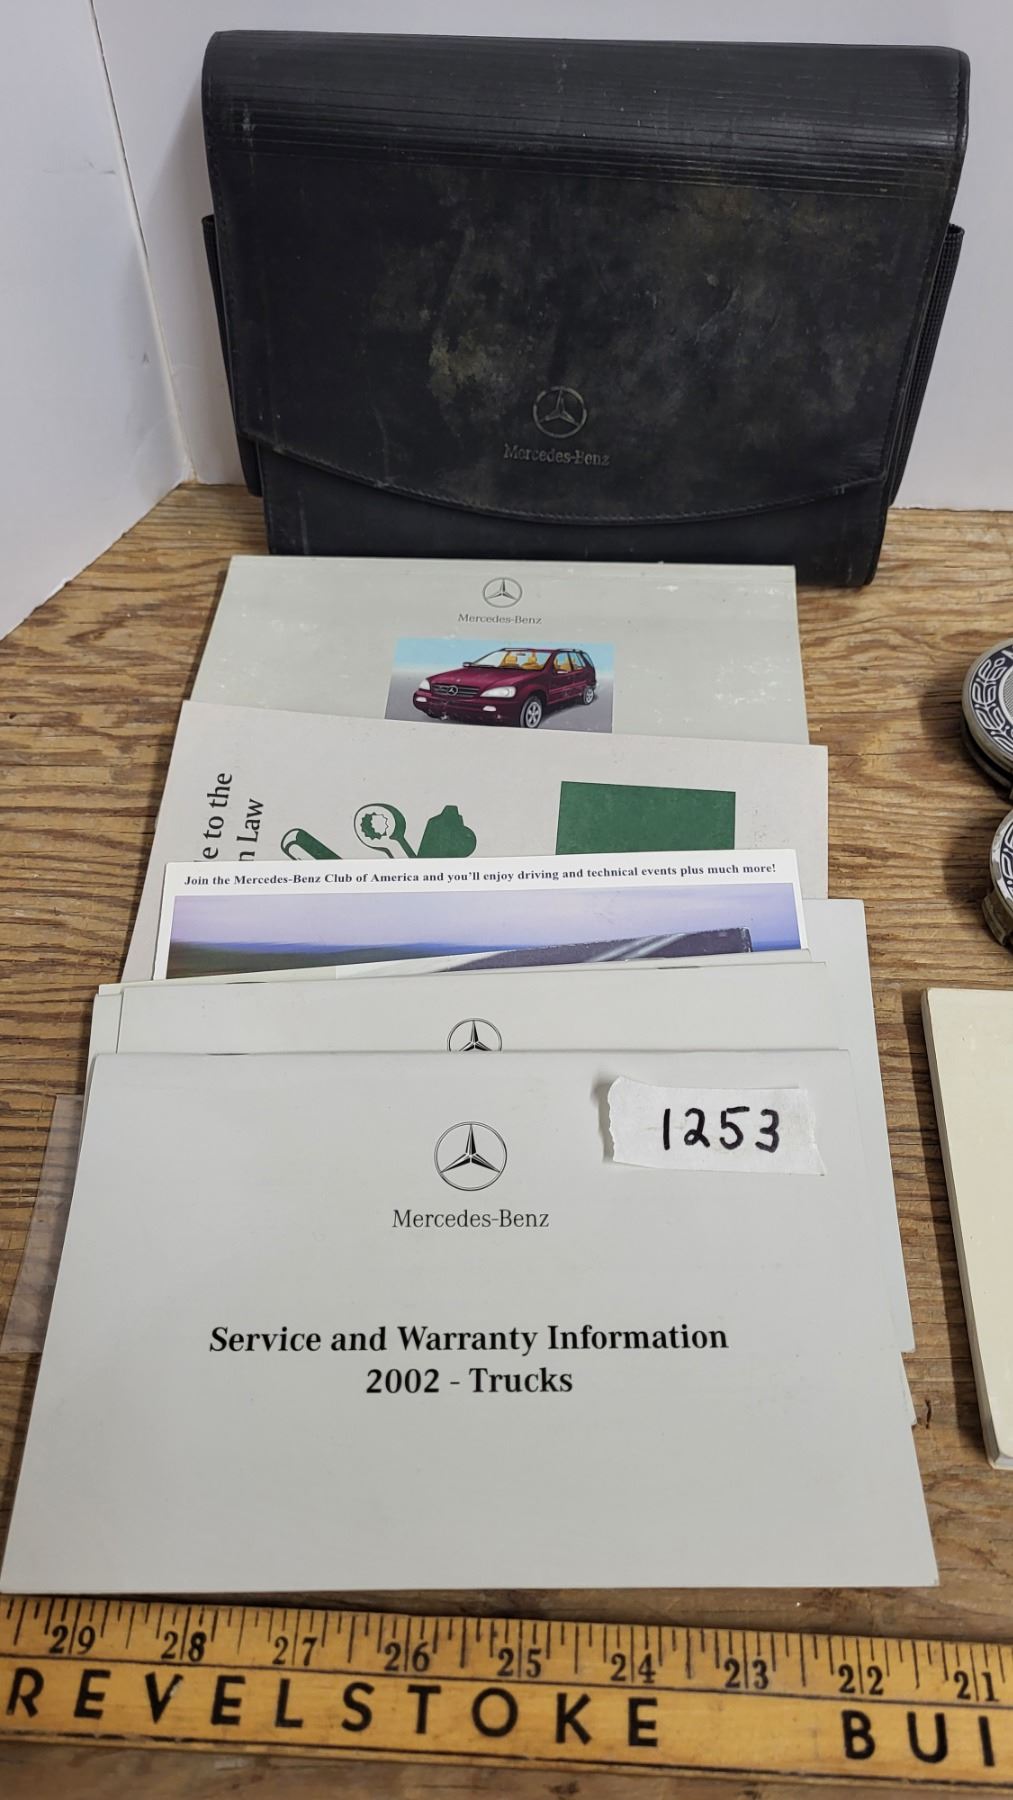 Mercedes-Benz
Mercedes-Benz
e to the
n Law
Join the Mercedes-Benz Club of America and you'll enjoy driving and technical events plus much more!
1253
Mercedes-Benz
Service and Warranty Information
2002 - Trucks
29 28 27 26 25 24 23 22 21
REVELSTOKE BUI